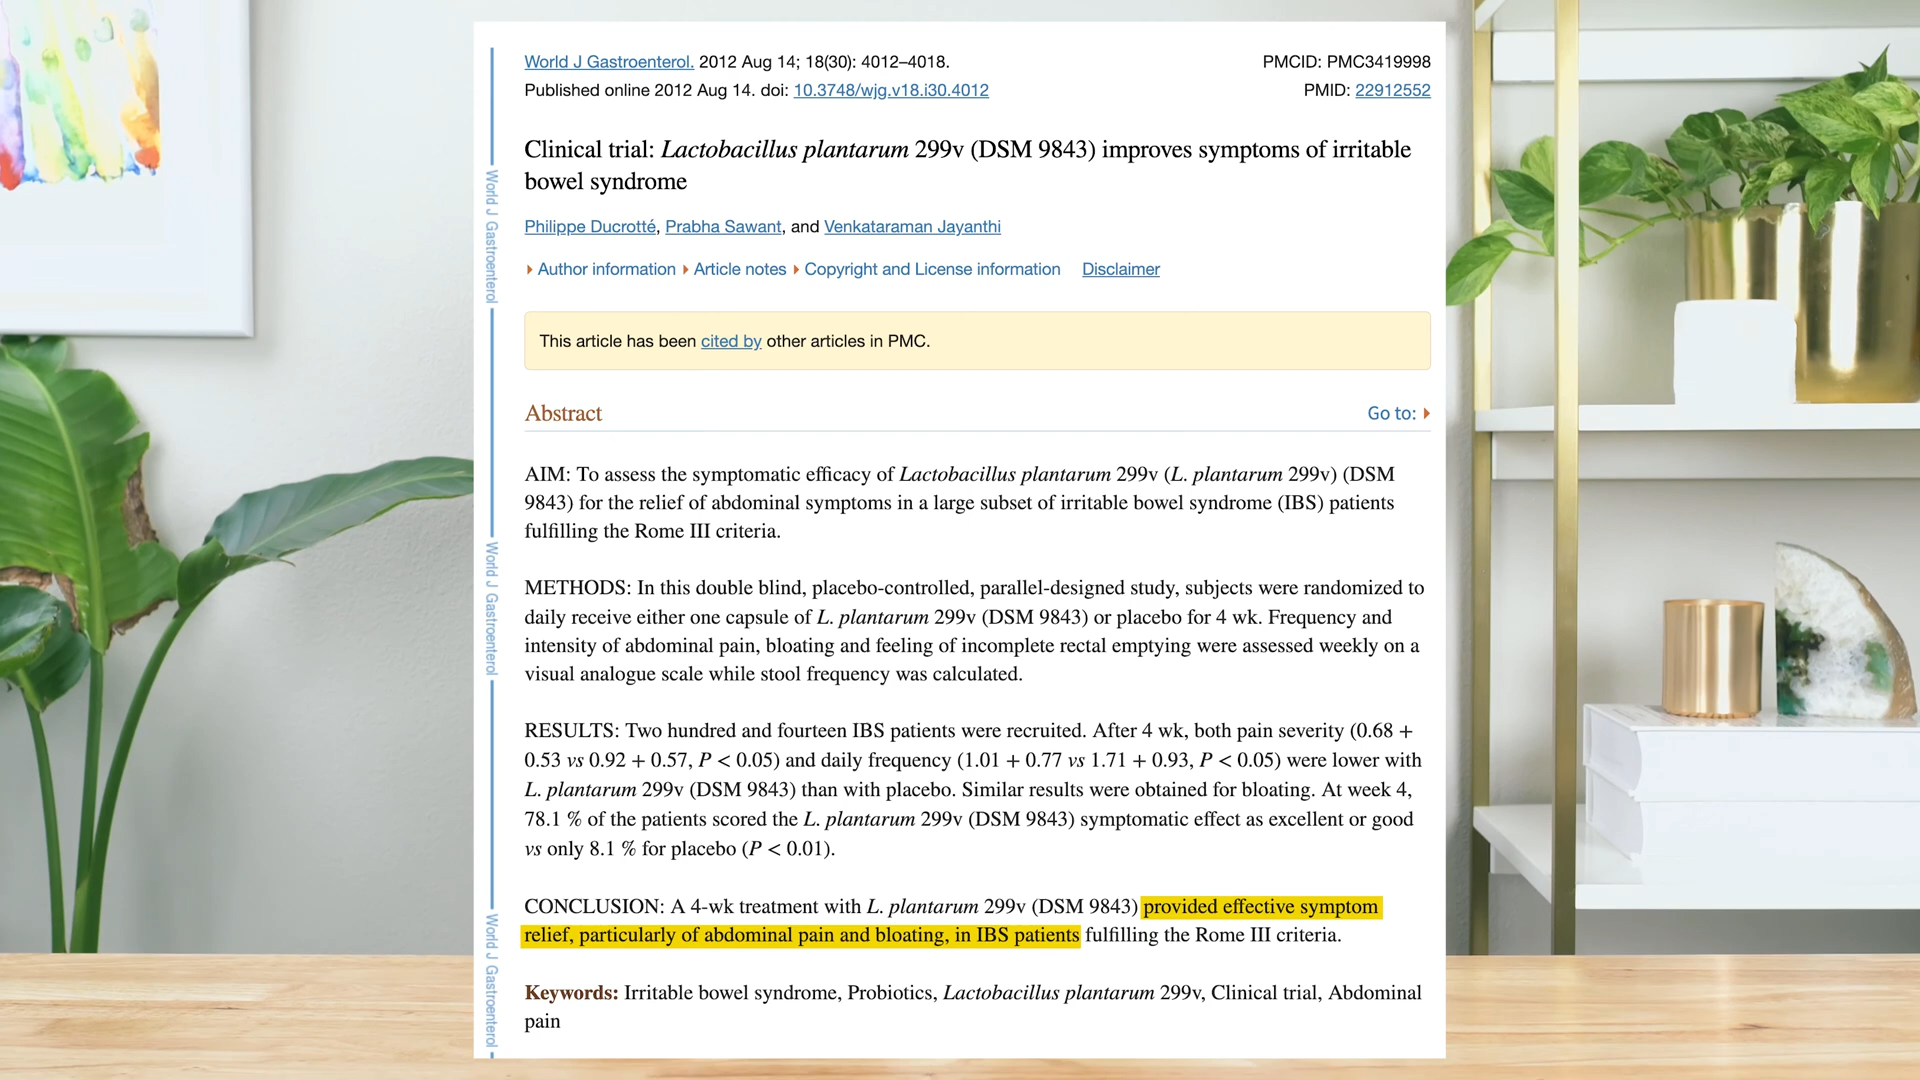 World J Gastroenterol. 2012 Aug 14; 18(30): 4012–4018.
PMCID: PMC3419998
Published online 2012 Aug 14. doi: 10.3748/wjg.v18.i30.4012
PMID: 22912552
Clinical trial: Lactobacillus plantarum 299v (DSM 9843) improves symptoms of irritable
bowel syndrome
Philippe Ducrotté, Prabha Sawant, and Venkataraman Jayanthi
Author information Article notes Copyright and License information Disclaimer
This article has been cited by other articles in PMC.
Abstract
Go to:
AIM: To assess the symptomatic efficacy of Lactobacillus plantarum 299v (L. plantarum 299v) (DSM
9843) for the relief of abdominal symptoms in a large subset of irritable bowel syndrome (IBS) patients
fulfilling the Rome III criteria.
METHODS: In this double blind, placebo-controlled, parallel-designed study, subjects were randomized to
daily receive either one capsule of L. plantarum 299v (DSM 9843) or placebo for 4 wk. Frequency and
intensity of abdominal pain, bloating and feeling of incomplete rectal emptying were assessed weekly on a
visual analogue scale while stool frequency was calculated.
RESULTS: Two hundred and fourteen IBS patients were recruited. After 4 wk, both pain severity (0.68 +
0.53 vs 0.92 + 0.57, P < 0.05) and daily frequency (1.01 + 0.77 vs 1.71 + 0.93, P < 0.05) were lower with
L. plantarum 299v (DSM 9843) than with placebo. Similar results were obtained for bloating. At week 4,
78.1 % of the patients scored the L. plantarum 299v (DSM 9843) symptomatic effect as excellent or good
vs only 8.1 % for placebo (P < 0.01).
CONCLUSION: A 4-wk treatment with L. plantarum 299v (DSM 9843) provided effective symptom
relief, particularly of abdominal pain and bloating, in IBS patients fulfilling the Rome III criteria.
Keywords: Irritable bowel syndrome, Probiotics, Lactobacillus plantarum 299v, Clinical trial, Abdominal
pain
World J Gastroenterol
World J Gastroenterol
World J Gastroenterol